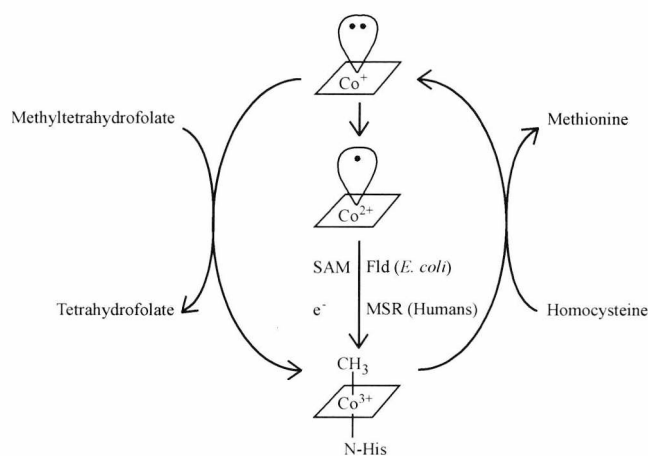 Co+
Methyltetrahydrofolate
Methionine
Co2+
SAM
Fld (E. coli)
Tetrahydrofolate
e-
MSR (Humans)
Homocysteine
CH3
Co3+
N-His